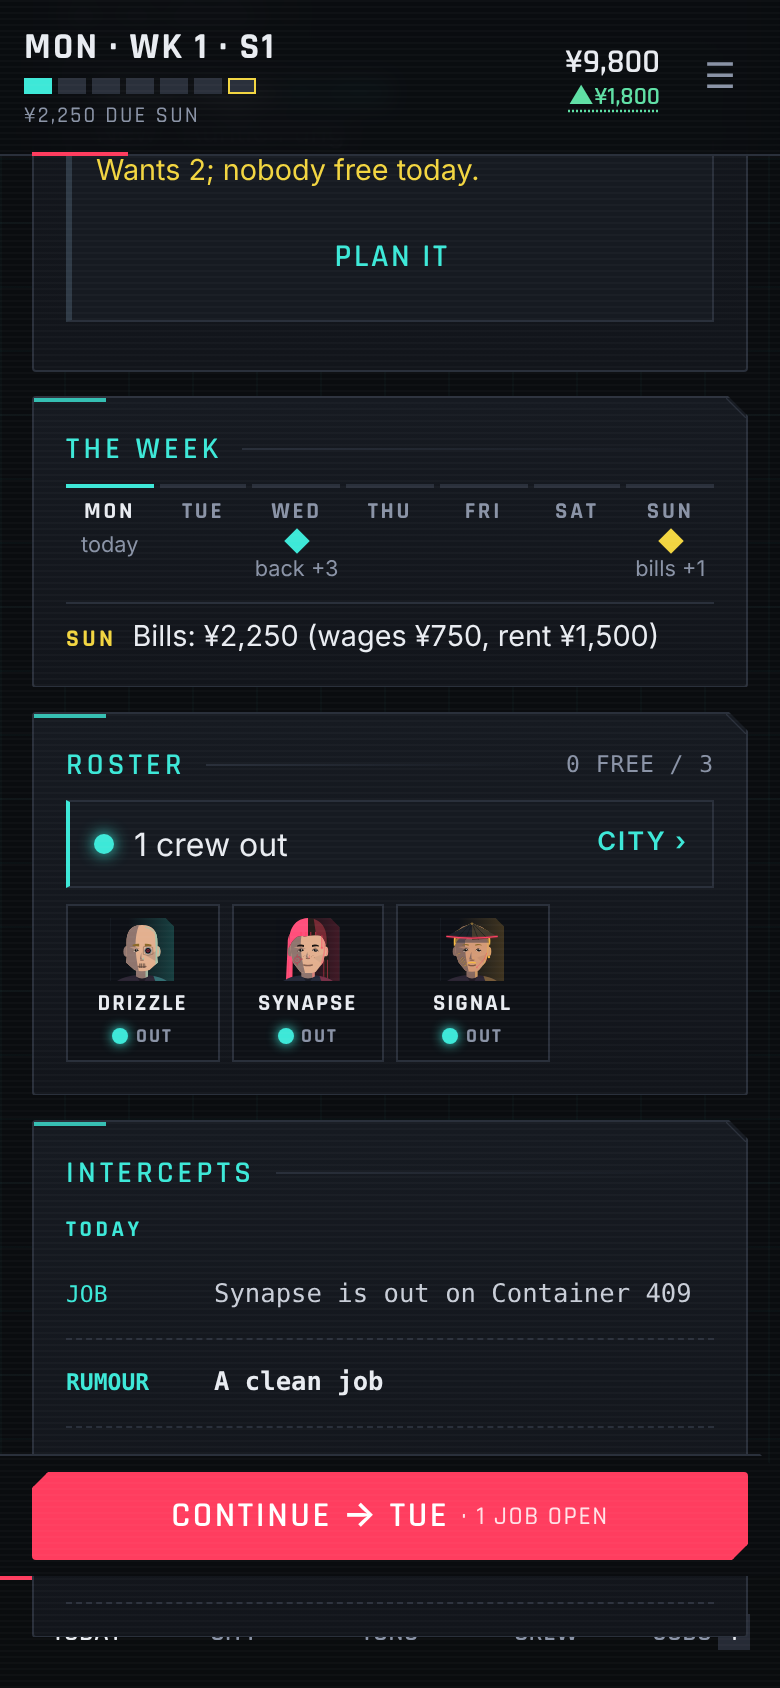 MON · WK 1 · S1
¥2,250 DUE SUN
¥9,800
▲¥1,800
Wants 2; nobody free today.
PLAN IT
THE WEEK
MON TUE WED THU FRI SAT SUN
today
back +3
bills +1
SUN Bills: ¥2,250 (wages ¥750, rent ¥1,500)
ROSTER
0 FREE / 3
1 crew out
CITY ›
DRIZZLE
OUT
SYNAPSE
OUT
SIGNAL
OUT
INTERCEPTS
TODAY
JOB Synapse is out on Container 409
RUMOUR A clean job
CONTINUE → TUE · 1 JOB OPEN